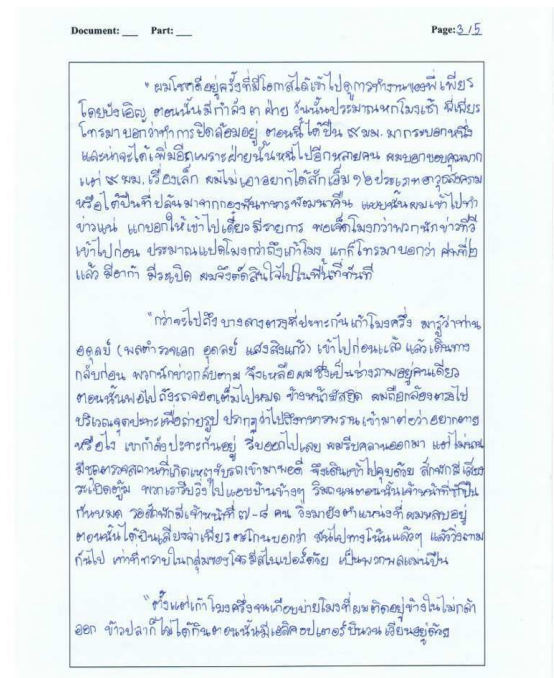 Document: ___ Part: ___ Page: 3/5
"ผมโชคดีอยู่ครั้งที่มีโอกาสได้เข้าไปดูการทำงานของพี่เพียร
โดยบังเอิญ ตอนนั้นมีกำลัง ๓ ฝ่าย วันนั้นประมาณหกโมงเช้า พี่เพียร
โทรมาบอกว่าทำการปิดล้อมอยู่ ตอนนี้ได้ปืน ๙ มม. มากระบอกหนึ่ง
และน่าจะได้เพิ่มอีกเพราะฝ่ายนั้นหนีไปอีกหลายคน ผมบอกขอบคุณมาก
แต่ ๙ มม. เรื่องเล็ก ผมไม่เอาอยากได้สักเอ็ม ๑๖ ประเภทอาวุธสงคราม
หรือได้ปืนที่ปล้นมาจากกองพันทหารพัฒนาคืน แบบนั้นผมเข้าไปทำ
ข่าวแน่ แกบอกให้เข้าไปเดี๋ยวมีรายการ พอเจ็ดโมงกว่าพวกนักข่าวทีวี
เข้าไปก่อน ประมาณแปดโมงกว่าถึงเก้าโมง แกก็โทรมาบอกว่า ศพที่ ๒
แล้ว มีอาก้า มีระเบิด ผมจึงตัดสินใจไปในพื้นที่ทันที
"กว่าจะไปถึงบางลางตรงที่ปะทะกันเก้าโมงครึ่ง มารู้ว่าท่าน
อดุลย์ (พลตำรวจเอก อดุลย์ แสงสิงแก้ว) เข้าไปก่อนแล้ว แล้วเดินทาง
กลับก่อน พวกนักข่าวกลับตาม จึงเหลือผมซึ่งเป็นช่างภาพอยู่คนเดียว
ตอนนั้นพอไปถึงรถจอดเต็มไปหมด ข้างหน้ามัสยิด ผมถือกล้องตรงไป
บริเวณจุดปะทะเพื่อถ่ายรูป ปรากฏว่าไปถึงทหารพรานเข้ามาต่อว่าอยากตาย
หรือไง เขากำลังปะทะกันอยู่ รีบออกไปเลย ผมรีบคลานออกมา แต่ไม่นาน
มีชุดตรวจสถานที่เกิดเหตุขับรถเข้ามาพอดี จึงเดินเข้าไปคุยด้วย สักพักมีเสียง
ระเบิดตู้ม พวกเรารีบวิ่งไปแอบบ้านข้างๆ ริมถนนตอนนั้นเจ้าหน้าที่ชักปืน
กันหมด รอสักพักมีเจ้าหน้าที่ ๗-๘ คน วิ่งมายังตำแหน่งที่ผมหลบอยู่
ตอนนั้นได้ยินเสียงจ่าเพียรตะโกนบอกว่า มันไปทางโน้นแล้วๆ แล้ววิ่งตาม
กันไป เท่าที่ทราบในกลุ่มของโจรมีสไนเปอร์ด้วย เป็นพวกพลแม่นปืน
"ตั้งแต่เก้าโมงครึ่งจนเกือบบ่ายโมงที่ผมติดอยู่ข้างในไม่กล้า
ออก ข้าวปลาก็ไม่ได้กินตอนนั้นมีเฮลิคอปเตอร์บินวนเวียนอยู่ด้วย